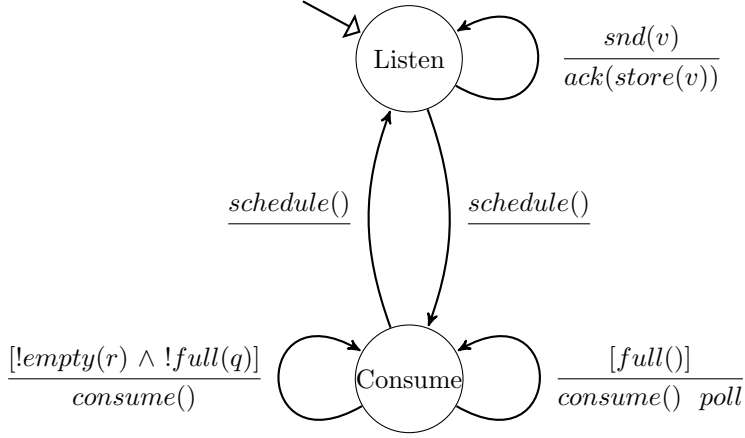 Listen
snd(v)
ack(store(v))
schedule()
schedule()
[!empty(r) ∧ !full(q)]
consume()
Consume
[full()]
consume() poll